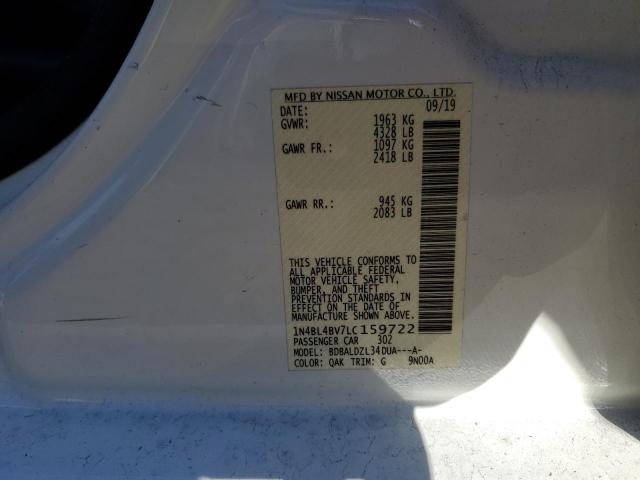 MFD BY NISSAN MOTOR CO., LTD.
DATE: 09/19
GVWR: 1963 KG
4328 LB
GAWR FR.: 1097 KG
2418 LB
GAWR RR.: 945 KG
2083 LB
THIS VEHICLE CONFORMS TO
ALL APPLICABLE FEDERAL
MOTOR VEHICLE SAFETY,
BUMPER, AND THEFT
PREVENTION STANDARDS IN
EFFECT ON THE DATE OF
MANUFACTURE SHOWN ABOVE.
1N4BL4BV7LC159722
PASSENGER CAR 302
MODEL: BDBALDZL34DUA---A-
COLOR: QAK TRIM: G 9N00A